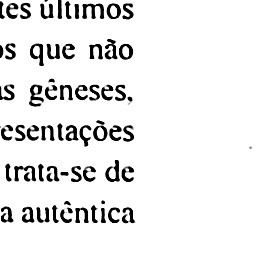 tes últimos
os que não
as gêneses,
esentações
trata-se de
a autêntica